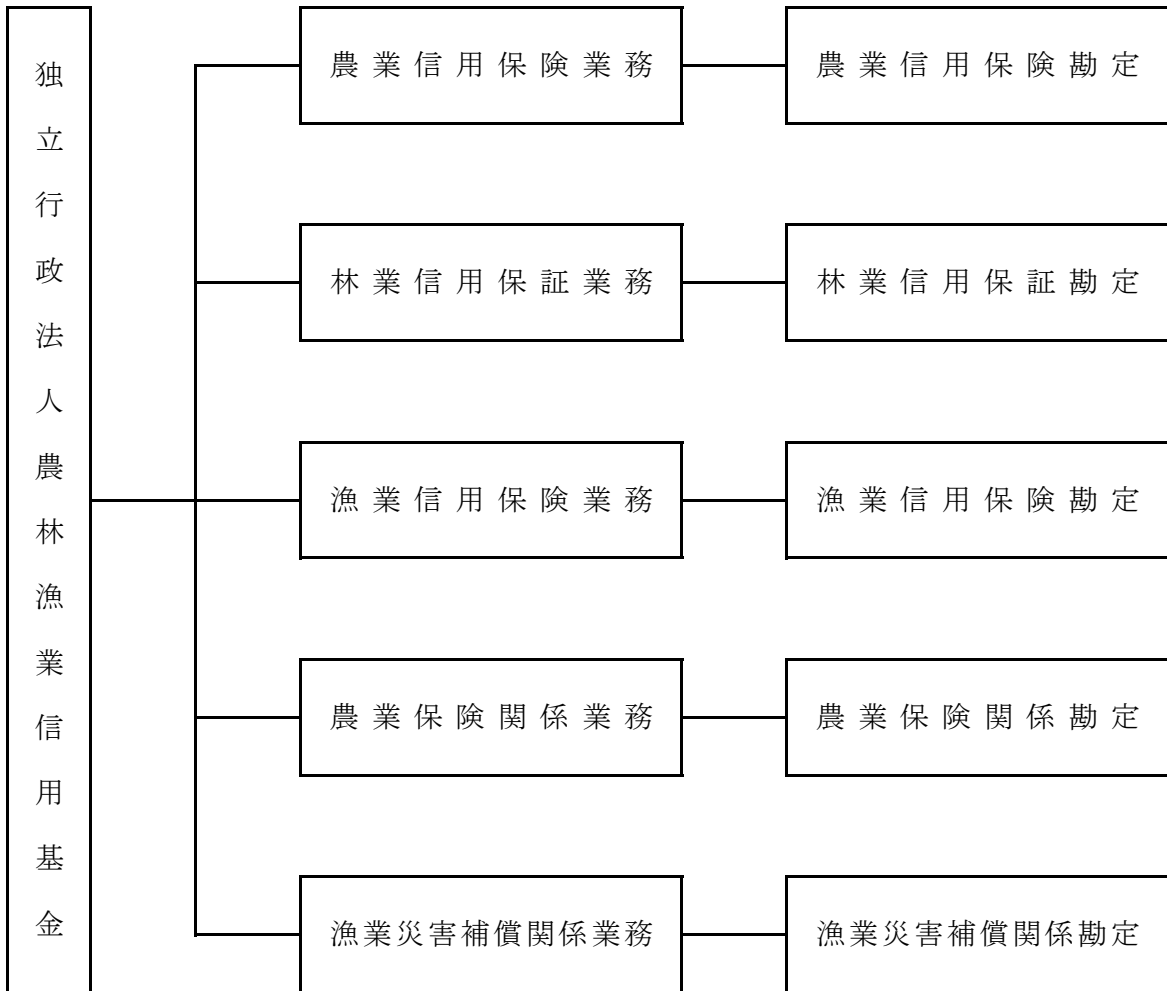 独立行政法人農林漁業信用基金
農業信用保険業務
農業信用保険勘定
林業信用保証業務
林業信用保証勘定
漁業信用保険業務
漁業信用保険勘定
農業保険関係業務
農業保険関係勘定
漁業災害補償関係業務
漁業災害補償関係勘定